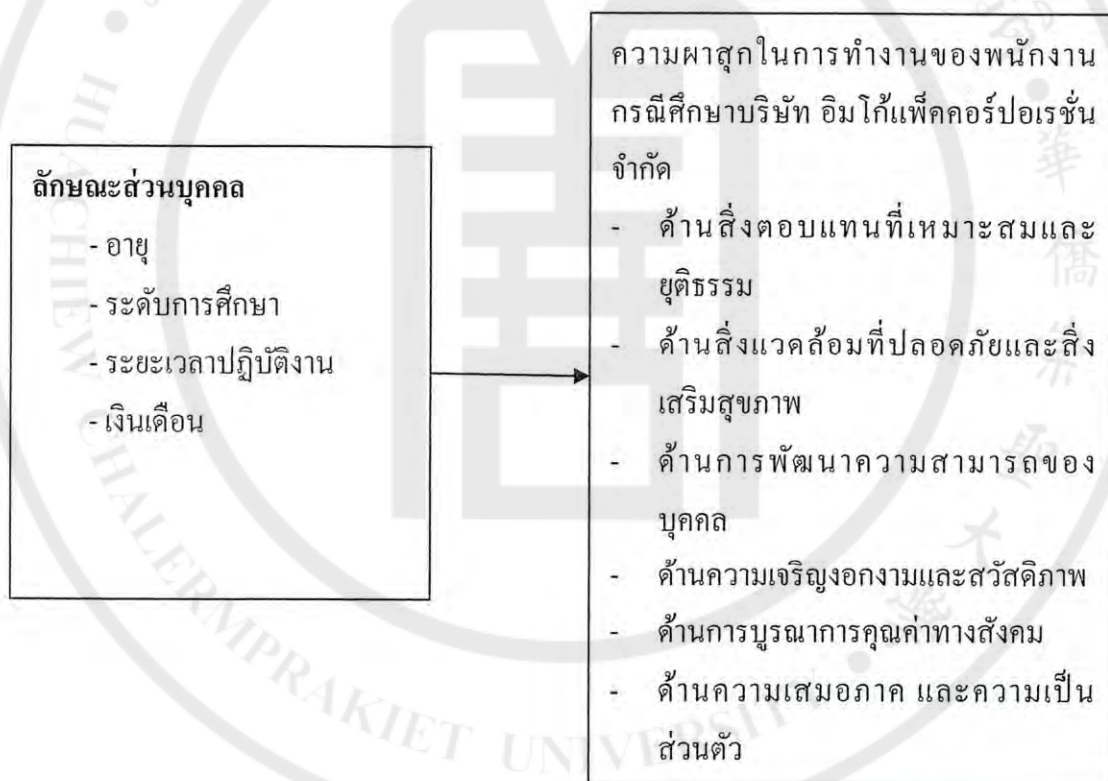 ลักษณะส่วนบุคคล
- อายุ
- ระดับการศึกษา
- ระยะเวลาปฏิบัติงาน
- เงินเดือน
ความผาสุกในการทำงานของพนักงาน
กรณีศึกษาบริษัท อิมโก้แพ็คคอร์ปอเรชั่น
จำกัด
- ด้านสิ่งตอบแทนที่เหมาะสมและ
ยุติธรรม
- ด้านสิ่งแวดล้อมที่ปลอดภัยและสิ่ง
เสริมสุขภาพ
- ด้านการพัฒนาความสามารถของ
บุคคล
- ด้านความเจริญงอกงามและสวัสดิภาพ
- ด้านการบูรณาการคุณค่าทางสังคม
- ด้านความเสมอภาค และความเป็น
ส่วนตัว
HUACHIEW CHALERMPRAKIET UNIVERSITY
華 僑 崇 聖 大